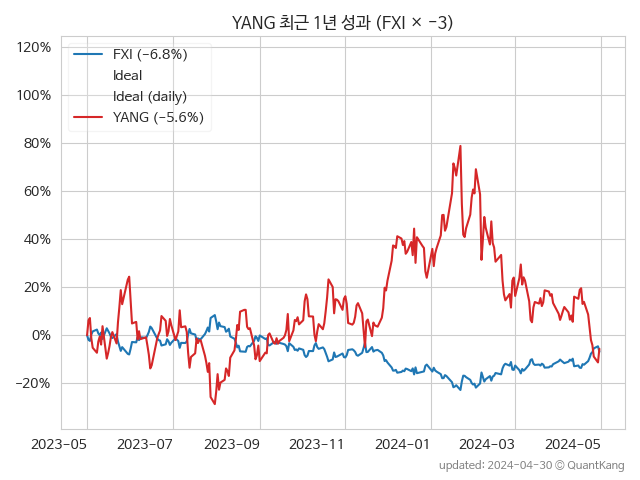 YANG 최근 1년 성과 (FXI × −3)
FXI (−6.8%)
Ideal
Ideal (daily)
YANG (−5.6%)
120%
100%
80%
60%
40%
20%
0%
−20%
2023-05 2023-07 2023-09 2023-11 2024-01 2024-03 2024-05
updated: 2024-04-30 © QuantKang